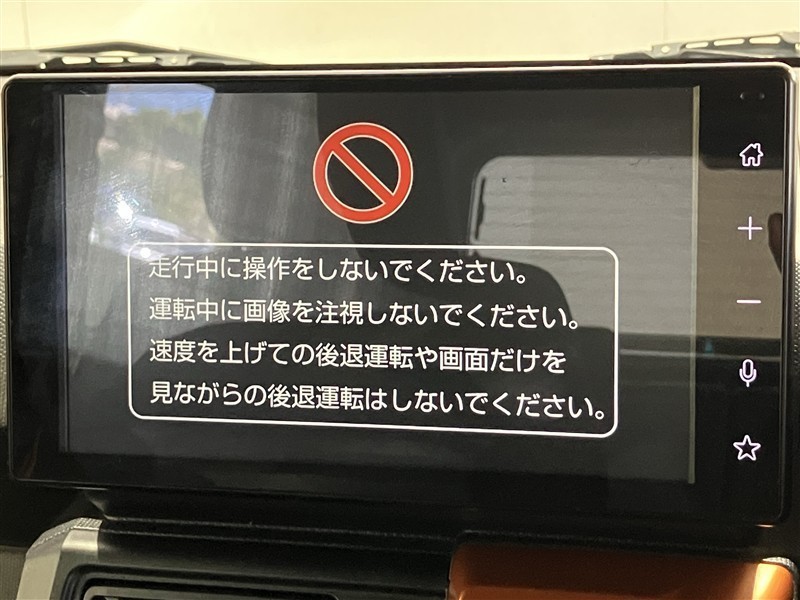 走行中に操作をしないでください。
運転中に画像を注視しないでください。
速度を上げての後退運転や画面だけを
見ながらの後退運転はしないでください。